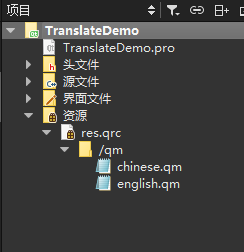 项目
TranslateDemo
TranslateDemo.pro
头文件
源文件
界面文件
资源
res.qrc
/qm
chinese.qm
english.qm